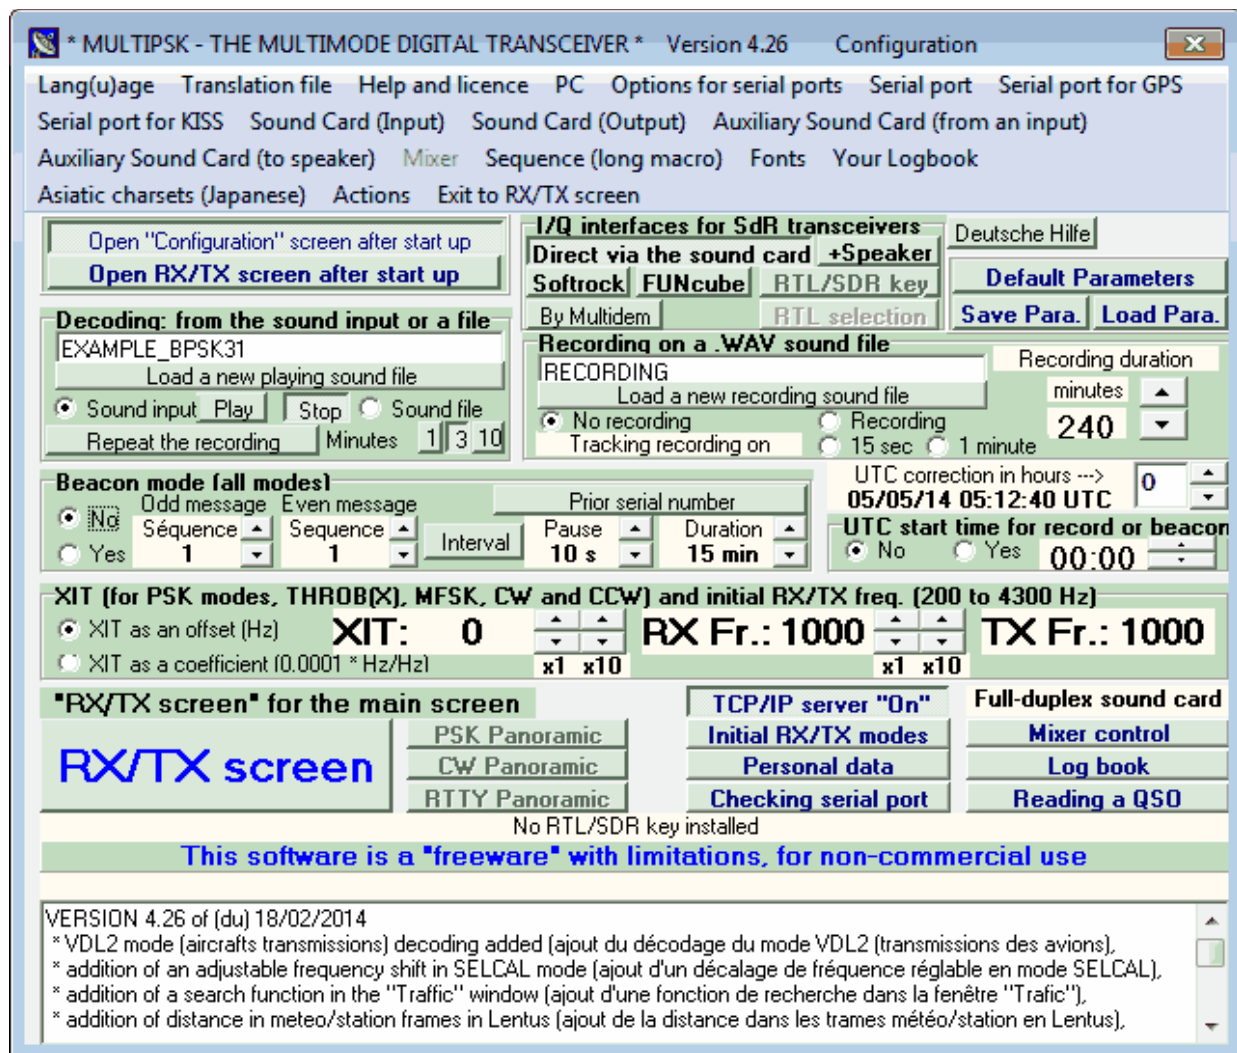 * MULTIPSK - THE MULTIMODE DIGITAL TRANSCEIVER * Version 4.26 Configuration
Lang(u)age Translation file Help and licence PC Options for serial ports Serial port Serial port for GPS
Serial port for KISS Sound Card (Input) Sound Card (Output) Auxiliary Sound Card (from an input)
Auxiliary Sound Card (to speaker) Mixer Sequence (long macro) Fonts Your Logbook
Asiatic charsets (Japanese) Actions Exit to RX/TX screen
Open "Configuration" screen after start up
Open RX/TX screen after start up
I/Q interfaces for SdR transceivers
Direct via the sound card +Speaker
Softrock FUNcube RTL/SDR key
By Multidem RTL selection
Deutsche Hilfe
Default Parameters
Save Para. Load Para.
Decoding: from the sound input or a file
EXAMPLE_BPSK31
Load a new playing sound file
Sound input Play Stop Sound file
Repeat the recording Minutes 1 3 10
Recording on a .WAV sound file
RECORDING
Load a new recording sound file
No recording Recording
Tracking recording on 15 sec 1 minute
Recording duration
minutes
240
Beacon mode (all modes)
Odd message Even message Prior serial number
No Séquence Sequence Interval Pause Duration
Yes 1 1 10 s 15 min
UTC correction in hours ---> 0
05/05/14 05:12:40 UTC
UTC start time for record or beacon
No Yes 00:00
XIT (for PSK modes, THROB(X), MFSK, CW and CCW) and initial RX/TX freq. (200 to 4300 Hz)
XIT as an offset (Hz) XIT: 0 RX Fr.: 1000 TX Fr.: 1000
XIT as a coefficient (0.0001 * Hz/Hz) x1 x10 x1 x10
"RX/TX screen" for the main screen
RX/TX screen
PSK Panoramic
CW Panoramic
RTTY Panoramic
TCP/IP server "On"
Initial RX/TX modes
Personal data
Checking serial port
Full-duplex sound card
Mixer control
Log book
Reading a QSO
No RTL/SDR key installed
This software is a "freeware" with limitations, for non-commercial use
VERSION 4.26 of (du) 18/02/2014
* VDL2 mode (aircrafts transmissions) decoding added (ajout du décodage du mode VDL2 (transmissions des avions),
* addition of an adjustable frequency shift in SELCAL mode (ajout d'un décalage de fréquence réglable en mode SELCAL),
* addition of a search function in the "Traffic" window (ajout d'une fonction de recherche dans la fenêtre "Trafic"),
* addition of distance in meteo/station frames in Lentus (ajout de la distance dans les trames météo/station en Lentus),